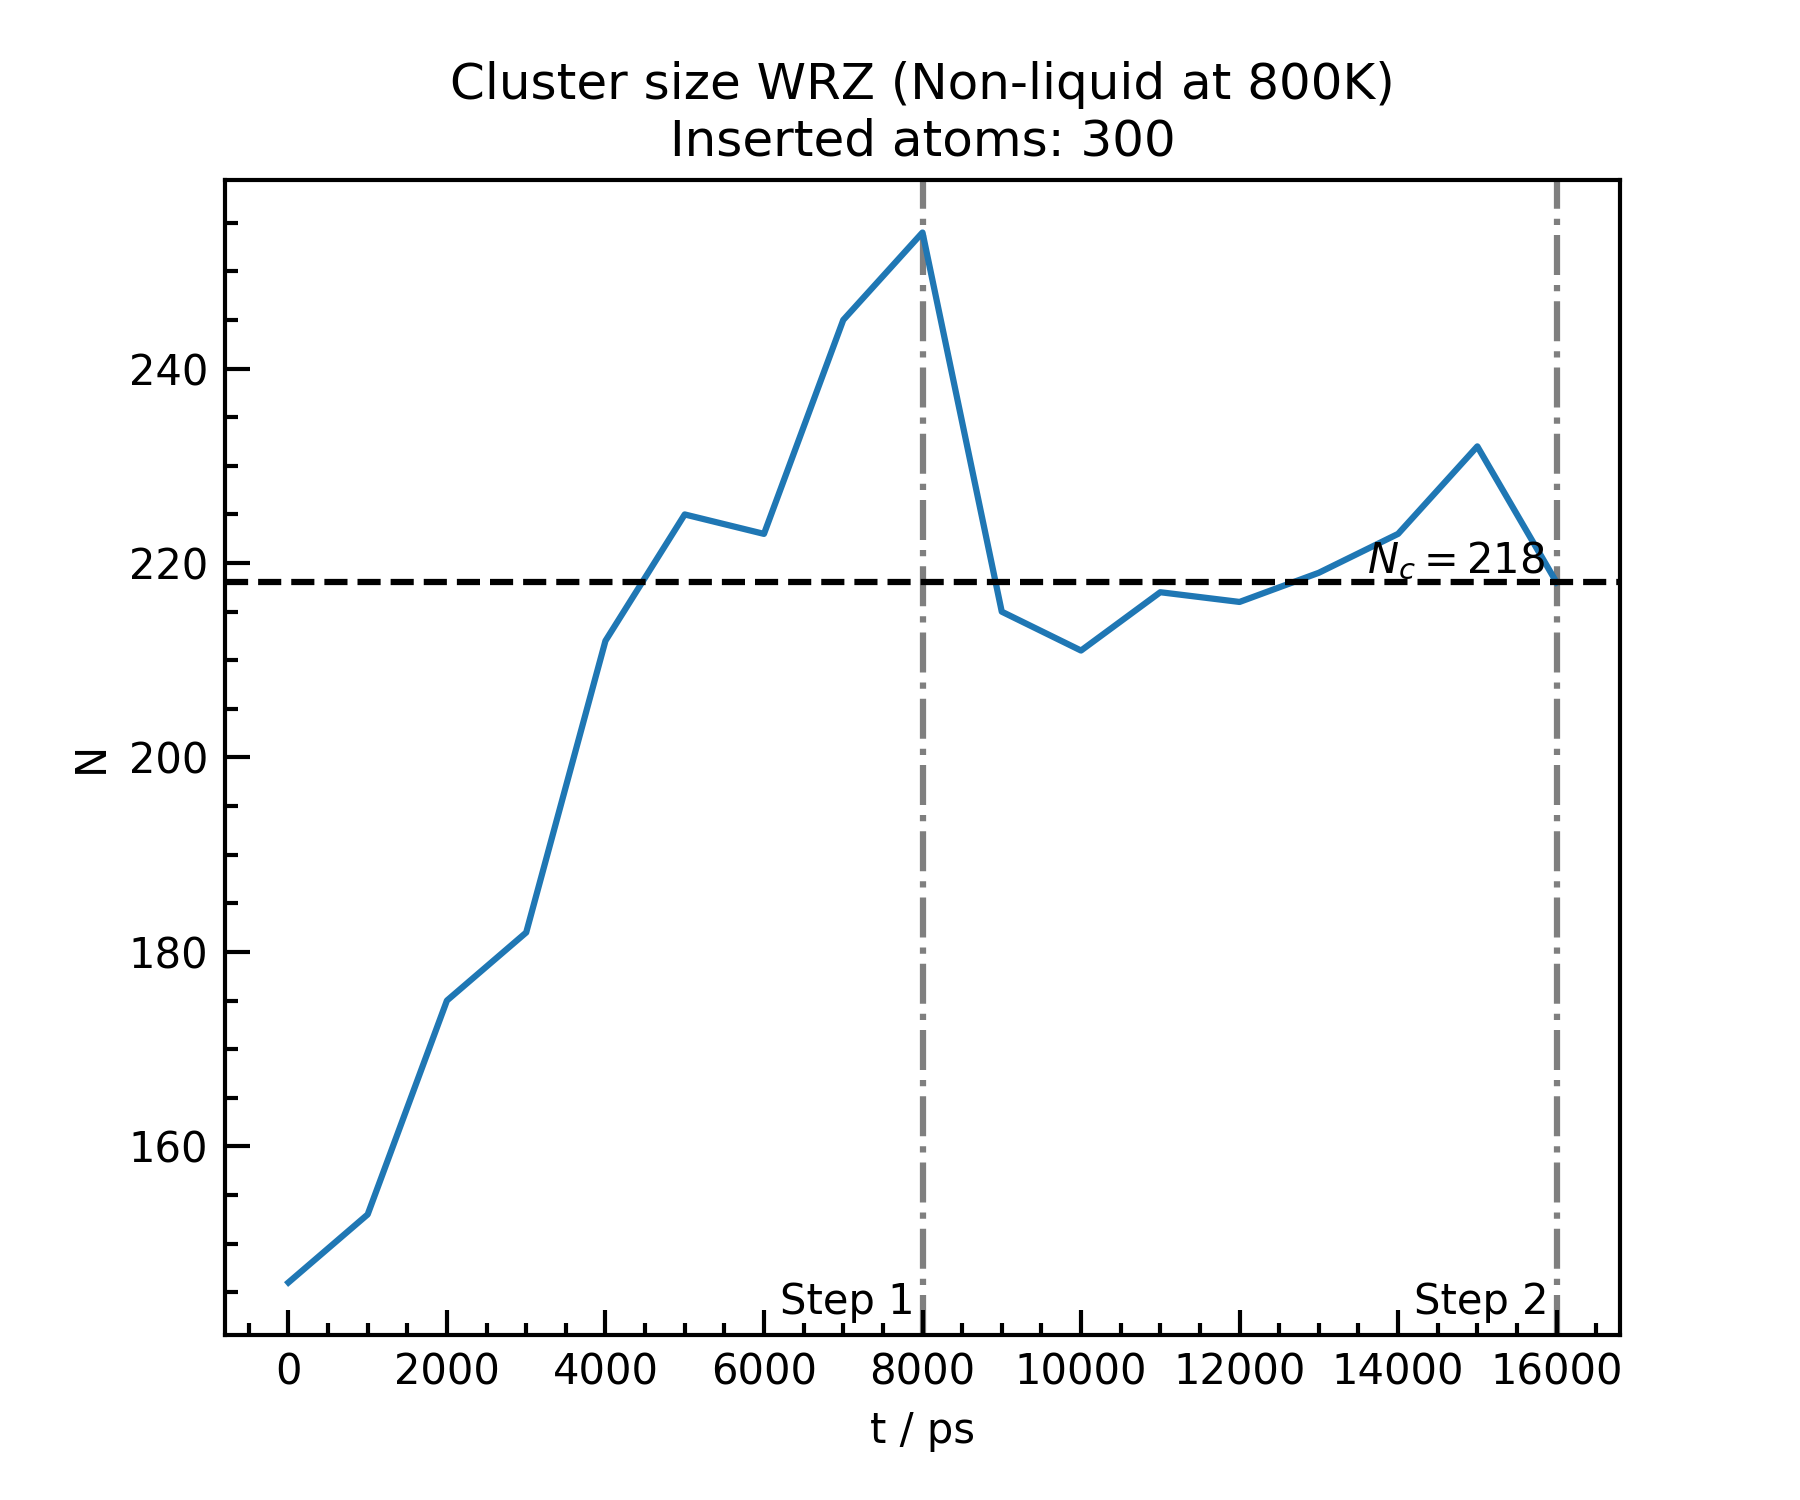 Cluster size WRZ (Non-liquid at 800K)
Inserted atoms: 300
240
220
200
180
160
N
N_c = 218
Step 1
Step 2
0 2000 4000 6000 8000 10000 12000 14000 16000
t / ps